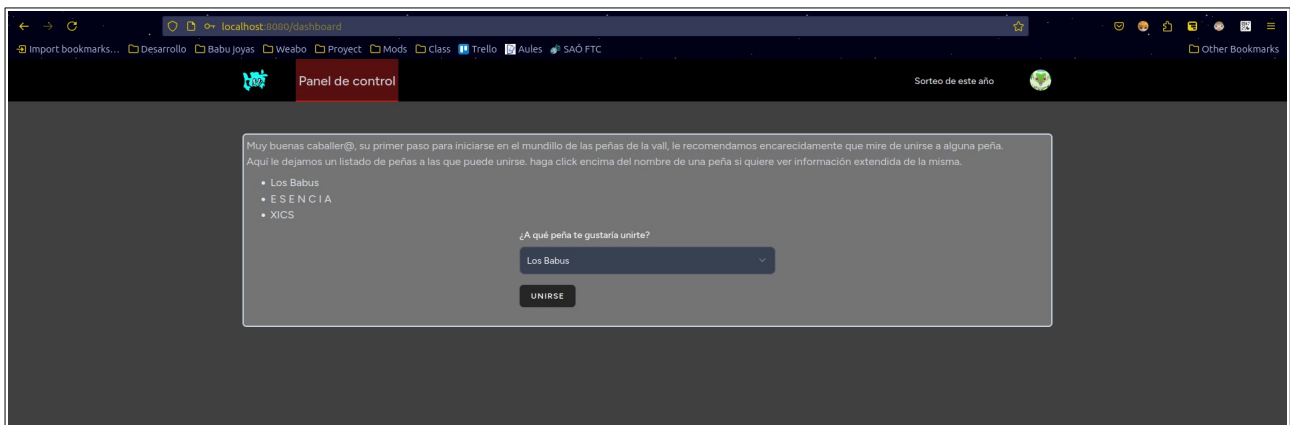 localhost:8080/dashboard
Import bookmarks... Desarrollo Babu Joyas Weabo Proyect Mods Class Trello Aules SAÓ FTC Other Bookmarks
Panel de control Sorteo de este año
Muy buenas caballer@, su primer paso para iniciarse en el mundillo de las peñas de la vall, le recomendamos encarecidamente que mire de unirse a alguna peña.
Aquí le dejamos un listado de peñas a las que puede unirse. haga click encima del nombre de una peña si quiere ver información extendida de la misma.
• Los Babus
• E S E N C I A
• XICS
¿A qué peña te gustaría unirte?
Los Babus
UNIRSE